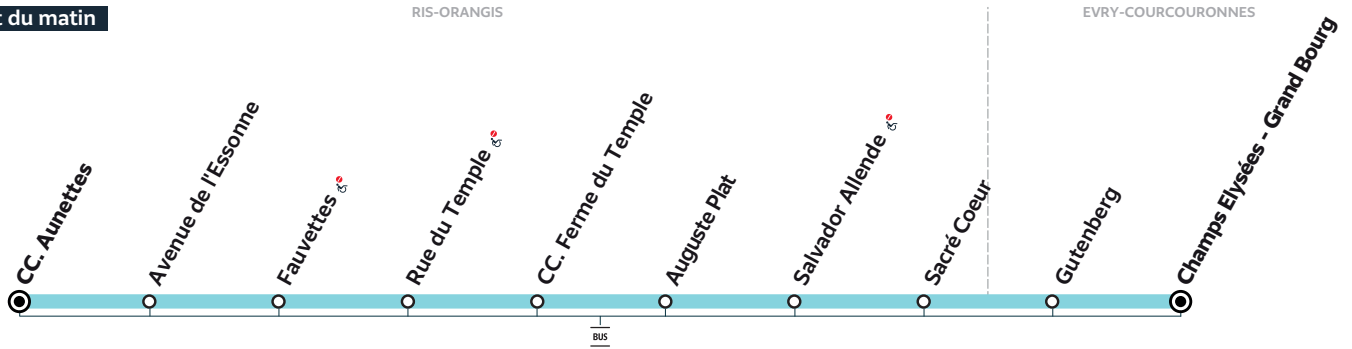 t du matin
RIS-ORANGIS
EVRY-COURCOURONNES
CC. Aunettes
Avenue de l'Essonne
Fauvettes
Rue du Temple
CC. Ferme du Temple
Auguste Plat
Salvador Allende
Sacré Coeur
Gutenberg
Champs Elysées - Grand Bourg
BUS